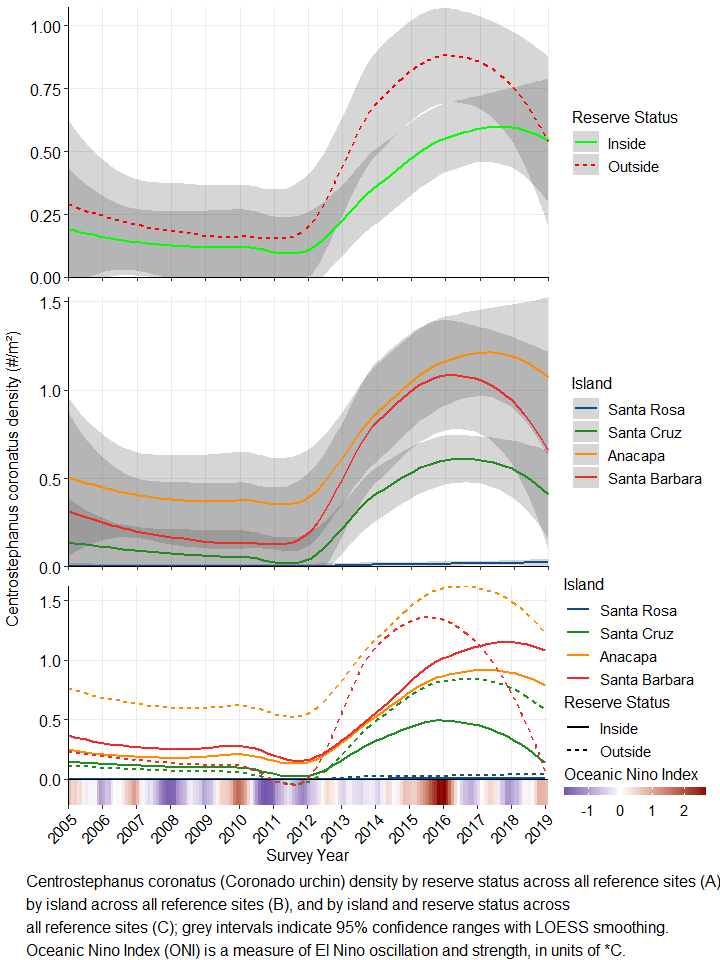 1.00
0.75
0.50
0.25
0.00
Reserve Status
Inside
Outside
Centrostephanus coronatus density (#/m²)
1.5
1.0
0.5
0.0
Island
Santa Rosa
Santa Cruz
Anacapa
Santa Barbara
1.5
1.0
0.5
0.0
Island
Santa Rosa
Santa Cruz
Anacapa
Santa Barbara
Reserve Status
Inside
Outside
Oceanic Nino Index
-1 0 1 2
2005 2006 2007 2008 2009 2010 2011 2012 2013 2014 2015 2016 2017 2018 2019
Survey Year
Centrostephanus coronatus (Coronado urchin) density by reserve status across all reference sites (A)
by island across all reference sites (B), and by island and reserve status across
all reference sites (C); grey intervals indicate 95% confidence ranges with LOESS smoothing.
Oceanic Nino Index (ONI) is a measure of El Nino oscillation and strength, in units of *C.